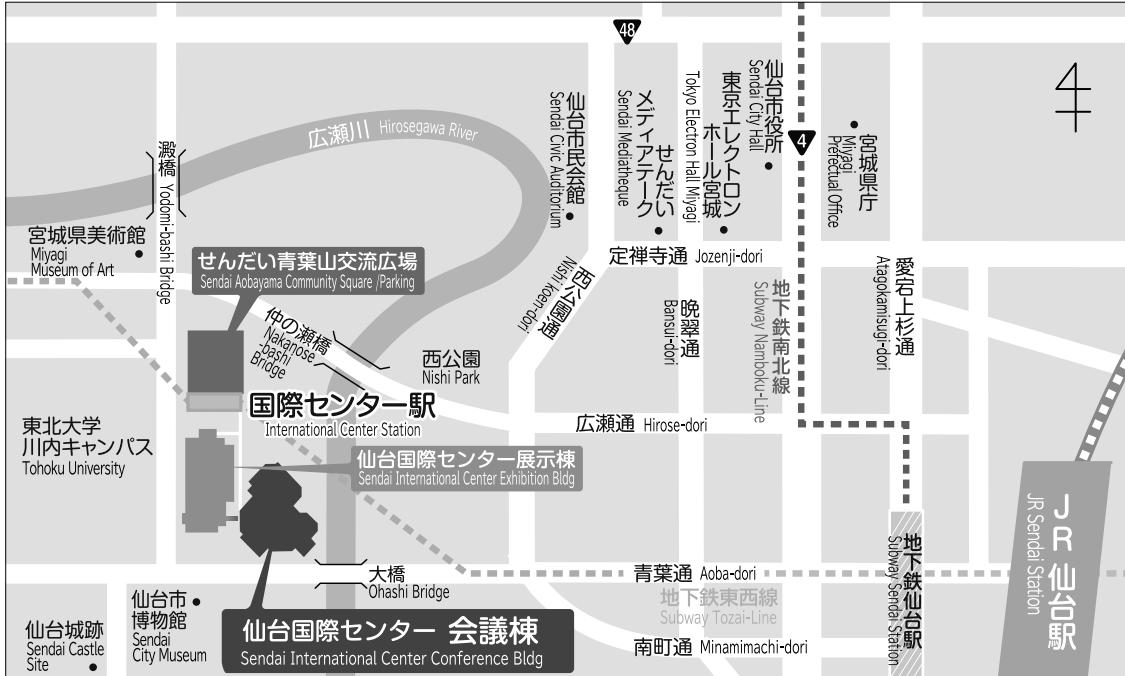 48
4
広瀬川 Hirosegawa River
澱橋 Yodomi-bashi Bridge
宮城県美術館
Miyagi
Museum of Art
せんだい青葉山交流広場
Sendai Aobayama Community Square /Parking
仲の瀬橋
Nakanose
-bashi
Bridge
西公園
Nishi Park
国際センター駅
International Center Station
東北大学
川内キャンパス
Tohoku University
仙台国際センター展示棟
Sendai International Center Exhibition Bldg
大橋
Ohashi Bridge
仙台市
博物館
Sendai
City Museum
仙台城跡
Sendai Castle
Site
仙台国際センター 会議棟
Sendai International Center Conference Bldg
仙台市民会館
Sendai Civic Auditorium
せんだい
メディアテーク
Sendai Mediatheque
東京エレクトロン
ホール宮城
Tokyo Electron Hall Miyagi
仙台市役所
Sendai City Hall
宮城県庁
Miyagi
Prefectual Office
定禅寺通 Jozenji-dori
西公園通
Nishi koen-dori
晩翠通
Bansui-dori
地下鉄南北線
Subway Namboku-Line
愛宕上杉通
Atagokamisugi-dori
広瀬通 Hirose-dori
青葉通 Aoba-dori
地下鉄東西線
Subway Tozai-Line
南町通 Minamimachi-dori
地下鉄仙台駅
Subway Sendai Station
JR 仙台駅
JR Sendai Station